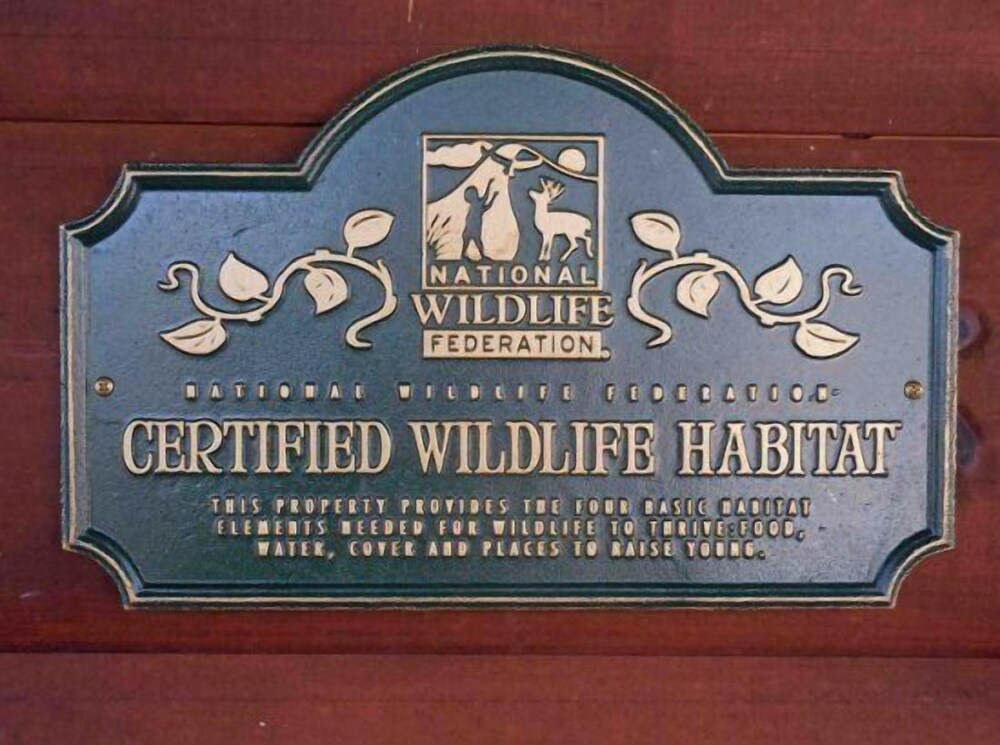 NATIONAL
WILDLIFE
FEDERATION
NATIONAL WILDLIFE FEDERATION
CERTIFIED WILDLIFE HABITAT
THIS PROPERTY PROVIDES THE FOUR BASIC HABITAT
ELEMENTS NEEDED FOR WILDLIFE TO THRIVE:FOOD,
WATER, COVER AND PLACES TO RAISE YOUNG.